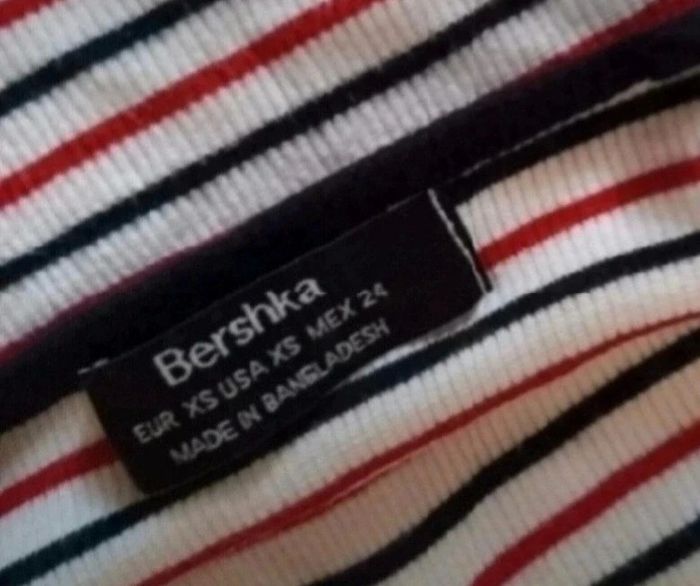 Bershka
EUR XS USA XS MEX 24
MADE IN BANGLADESH